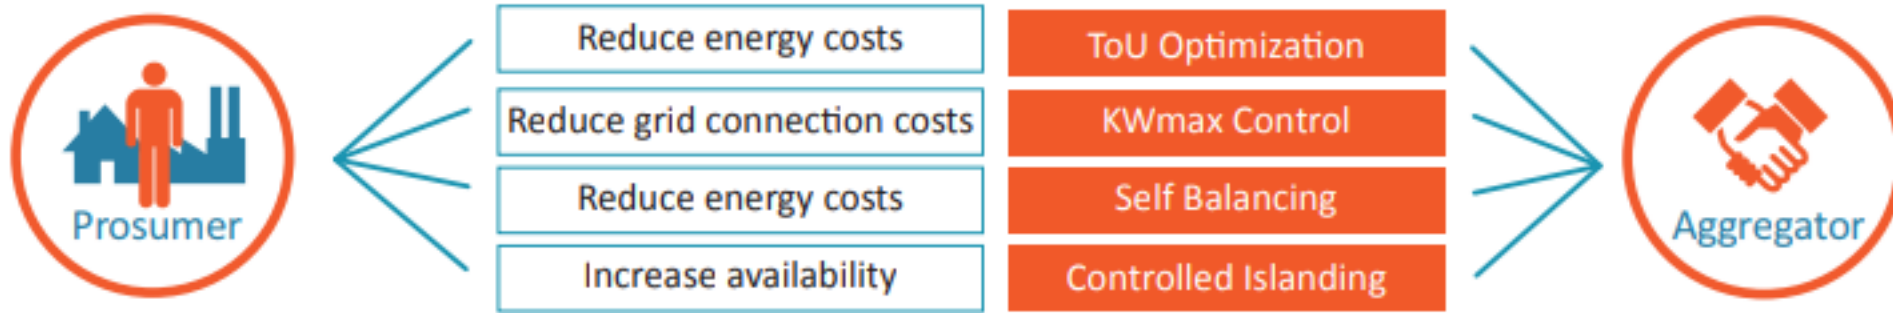 Prosumer
Reduce energy costs
ToU Optimization
Reduce grid connection costs
KWmax Control
Reduce energy costs
Self Balancing
Increase availability
Controlled Islanding
Aggregator